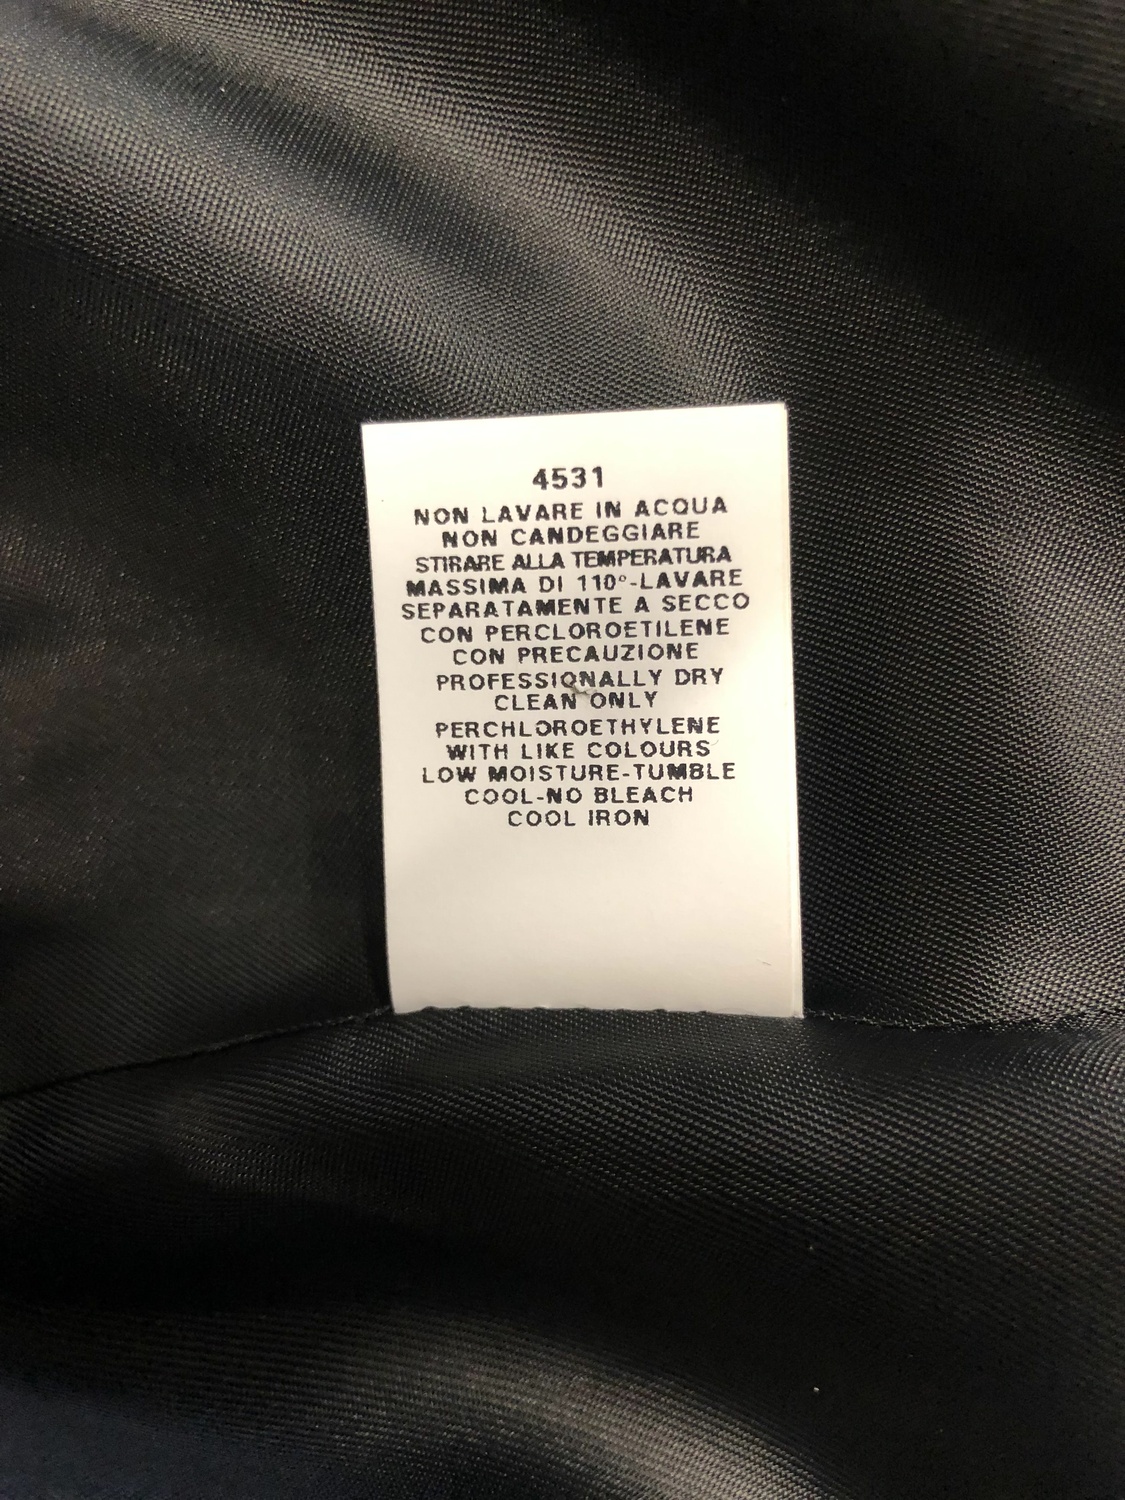 4531
NON LAVARE IN ACQUA
NON CANDEGGIARE
STIRARE ALLA TEMPERATURA
MASSIMA DI 110°-LAVARE
SEPARATAMENTE A SECCO
CON PERCLOROETILENE
CON PRECAUZIONE
PROFESSIONALLY DRY
CLEAN ONLY
PERCHLOROETHYLENE
WITH LIKE COLOURS
LOW MOISTURE-TUMBLE
COOL-NO BLEACH
COOL IRON